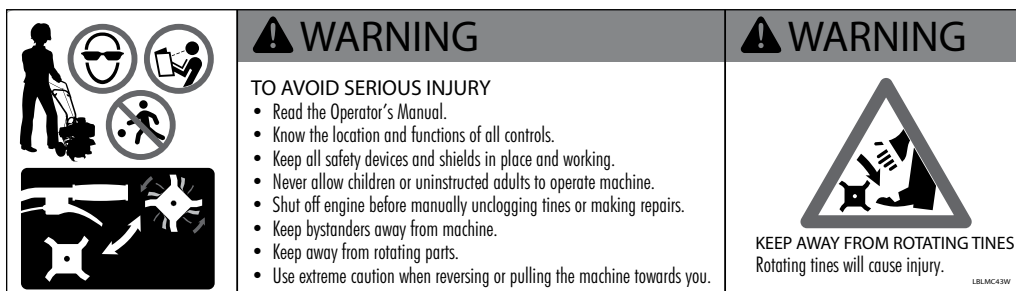 WARNING
TO AVOID SERIOUS INJURY
• Read the Operator's Manual.
• Know the location and functions of all controls.
• Keep all safety devices and shields in place and working.
• Never allow children or uninstructed adults to operate machine.
• Shut off engine before manually unclogging tines or making repairs.
• Keep bystanders away from machine.
• Keep away from rotating parts.
• Use extreme caution when reversing or pulling the machine towards you.
WARNING
KEEP AWAY FROM ROTATING TINES
Rotating tines will cause injury.
LBLMC43W